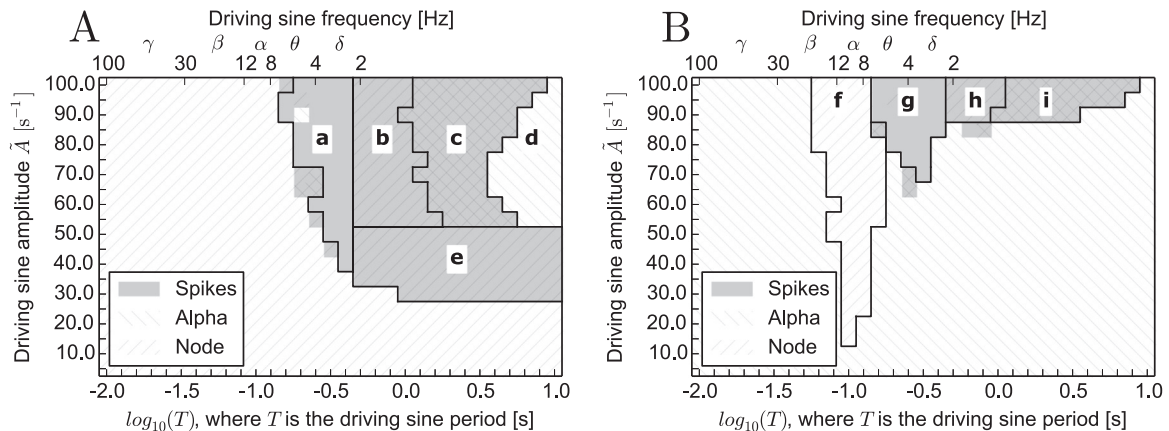 A
Driving sine frequency [Hz]
γ β α θ δ
100 30 12 8 4 2
Driving sine amplitude Ã [s⁻¹]
100.0
90.0
80.0
70.0
60.0
50.0
40.0
30.0
20.0
10.0
a b c d
e
Spikes
Alpha
Node
-2.0 -1.5 -1.0 -0.5 0.0 0.5 1.0
log₁₀(T), where T is the driving sine period [s]
B
Driving sine frequency [Hz]
γ β α θ δ
100 30 12 8 4 2
Driving sine amplitude Ã [s⁻¹]
100.0
90.0
80.0
70.0
60.0
50.0
40.0
30.0
20.0
10.0
f g h i
Spikes
Alpha
Node
-2.0 -1.5 -1.0 -0.5 0.0 0.5 1.0
log₁₀(T), where T is the driving sine period [s]